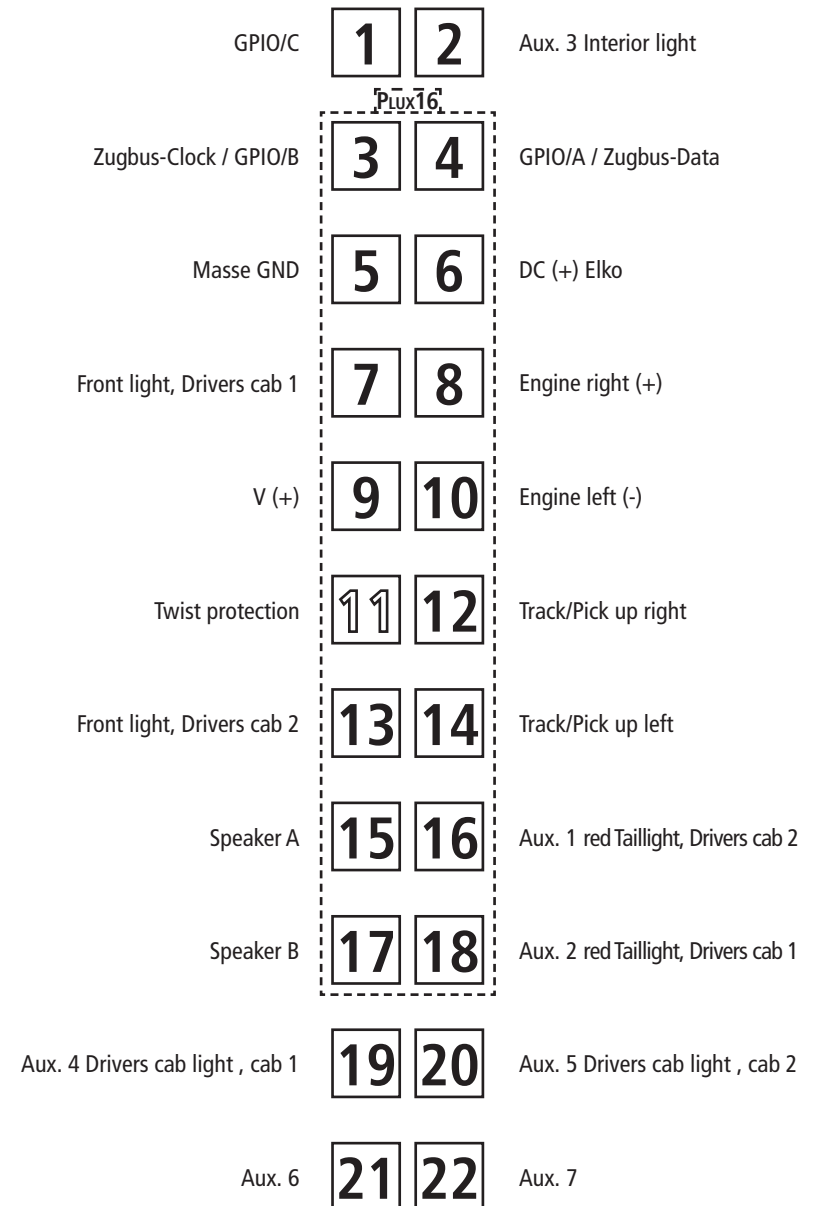 GPIO/C 1 2 Aux. 3 Interior light
PLUX16
Zugbus-Clock / GPIO/B 3 4 GPIO/A / Zugbus-Data
Masse GND 5 6 DC (+) Elko
Front light, Drivers cab 1 7 8 Engine right (+)
V (+) 9 10 Engine left (-)
Twist protection 11 12 Track/Pick up right
Front light, Drivers cab 2 13 14 Track/Pick up left
Speaker A 15 16 Aux. 1 red Taillight, Drivers cab 2
Speaker B 17 18 Aux. 2 red Taillight, Drivers cab 1
Aux. 4 Drivers cab light , cab 1 19 20 Aux. 5 Drivers cab light , cab 2
Aux. 6 21 22 Aux. 7